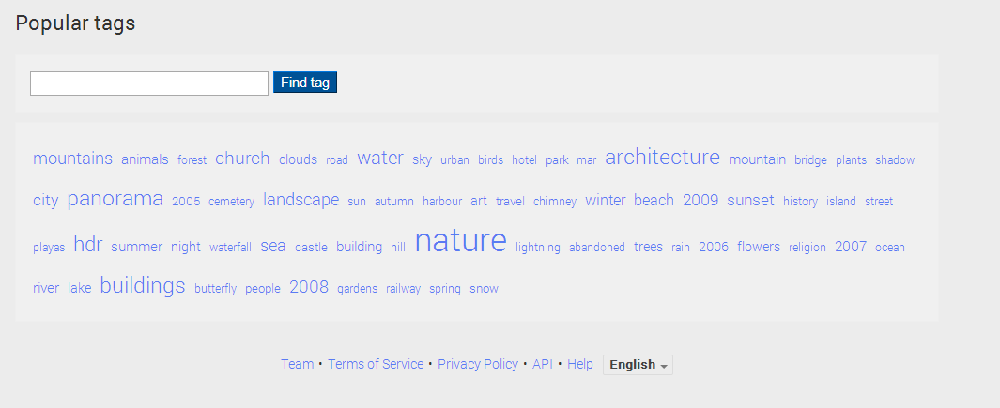 Popular tags
Find tag
mountains animals forest church clouds road water sky urban birds hotel park mar architecture mountain bridge plants shadow
city panorama 2005 cemetery landscape sun autumn harbour art travel chimney winter beach 2009 sunset history island street
playas hdr summer night waterfall sea castle building hill nature lightning abandoned trees rain 2006 flowers religion 2007 ocean
river lake buildings butterfly people 2008 gardens railway spring snow
Team • Terms of Service • Privacy Policy • API • Help English